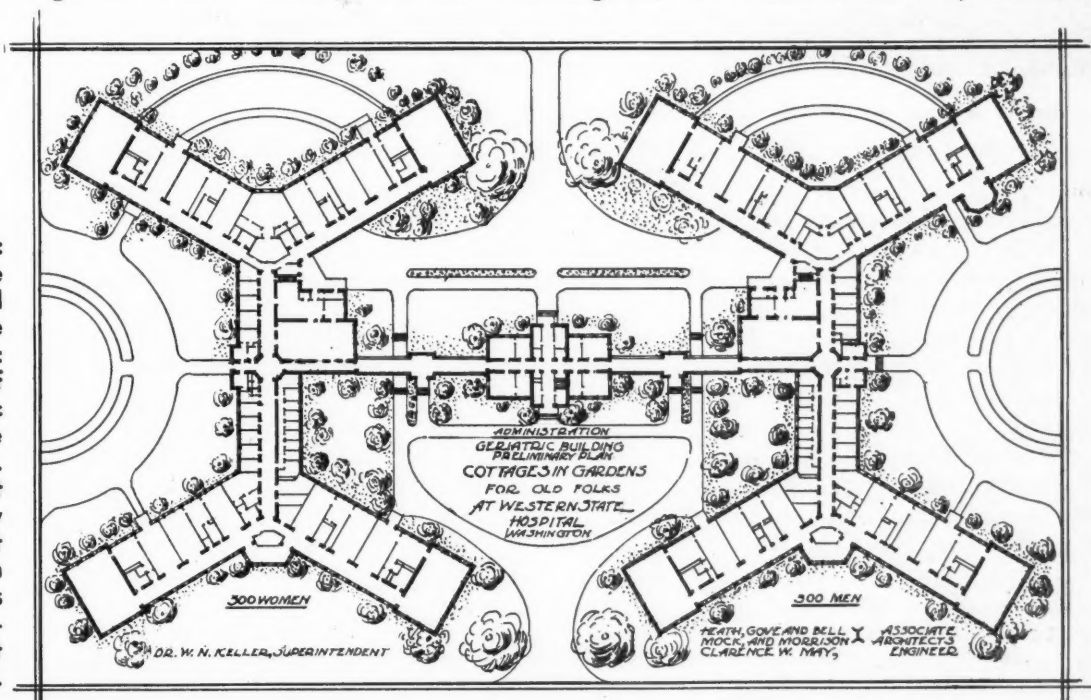 ADMINISTRATION
GERIATRIC BUILDING
PRELIMINARY PLAN
COTTAGES IN GARDENS
FOR OLD FOLKS
AT WESTERN STATE
HOSPITAL
WASHINGTON
300 WOMEN
300 MEN
DR. W. N. KELLER, SUPERINTENDENT
HEATH, GOVE AND BELL
MOCK, AND MORRISON
CLARENCE W. MAY,
ASSOCIATE
ARCHITECTS
ENGINEER